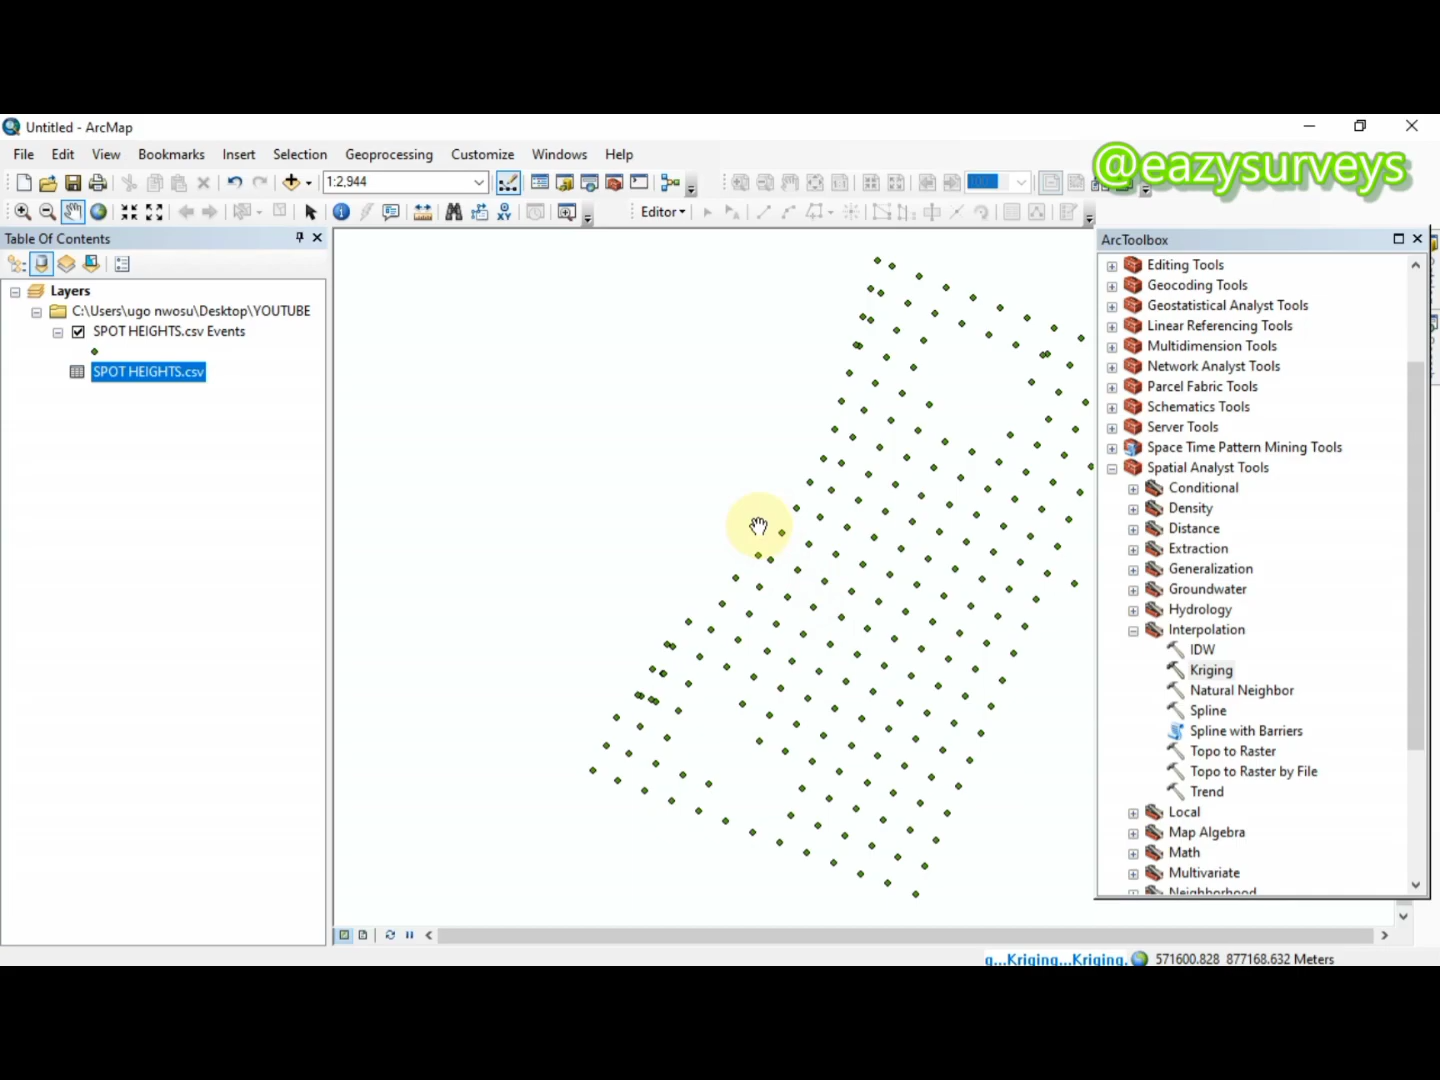 Untitled - ArcMap
File Edit View Bookmarks Insert Selection Geoprocessing Customize Windows Help
@eazysurveys
1:2,944
Editor
Table Of Contents
ArcToolbox
Layers
C:\Users\ugo nwosu\Desktop\YOUTUBE
SPOT HEIGHTS.csv Events
SPOT HEIGHTS.csv
Editing Tools
Geocoding Tools
Geostatistical Analyst Tools
Linear Referencing Tools
Multidimension Tools
Network Analyst Tools
Parcel Fabric Tools
Schematics Tools
Server Tools
Space Time Pattern Mining Tools
Spatial Analyst Tools
Conditional
Density
Distance
Extraction
Generalization
Groundwater
Hydrology
Interpolation
IDW
Kriging
Natural Neighbor
Spline
Spline with Barriers
Topo to Raster
Topo to Raster by File
Trend
Local
Map Algebra
Math
Multivariate
Neighborhood
g...Kriging...Kriging. 571600.828 877168.632 Meters